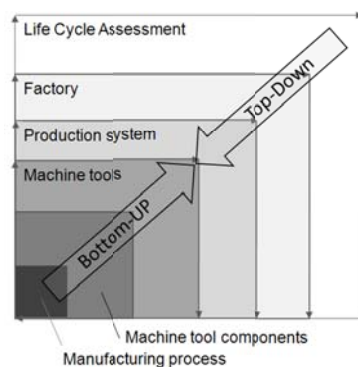 Life Cycle Assessment
Factory
Top-Down
Production system
Machine tools
Bottom-UP
Machine tool components
Manufacturing process